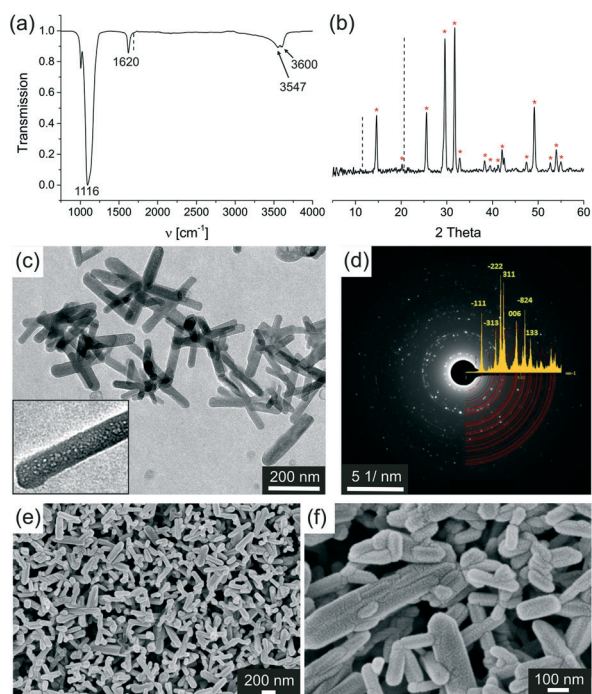 (a)
1.0
0.8
0.6
0.4
0.2
0.0
Transmission
1620
3600
3547
1116
1000 1500 2000 2500 3000 3500 4000
ν [cm⁻¹]
(b)
* * * * * * * * * * * * * * *
10 20 30 40 50 60
2 Theta
(c)
200 nm
(d)
-222
311
-111
-313
006
-824
133
5 1/ nm
(e)
200 nm
(f)
100 nm